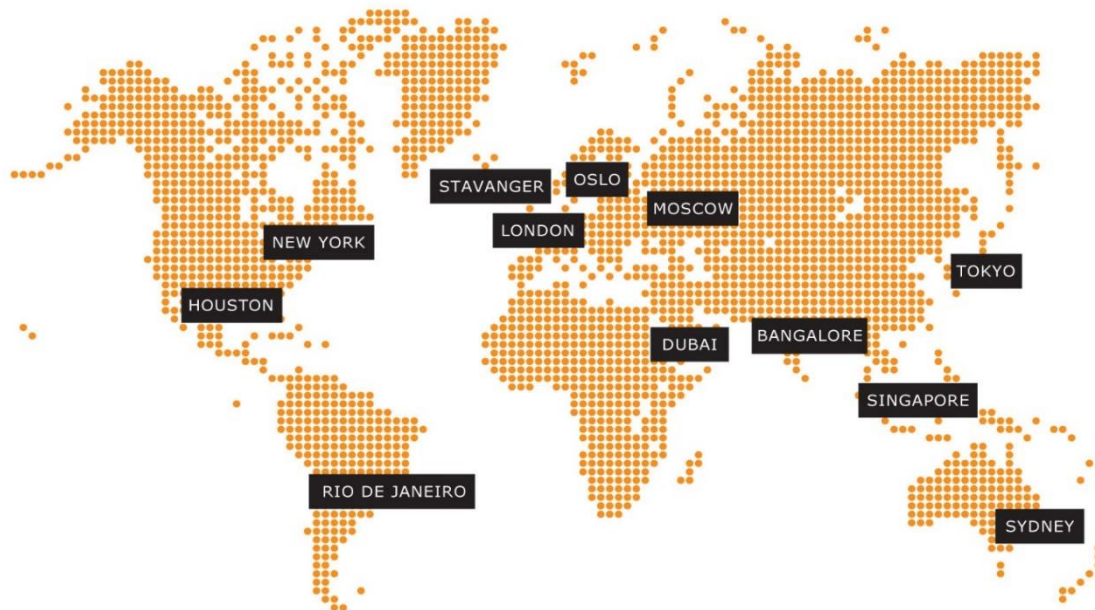 STAVANGER
OSLO
MOSCOW
LONDON
NEW YORK
TOKYO
HOUSTON
DUBAI
BANGALORE
SINGAPORE
RIO DE JANEIRO
SYDNEY